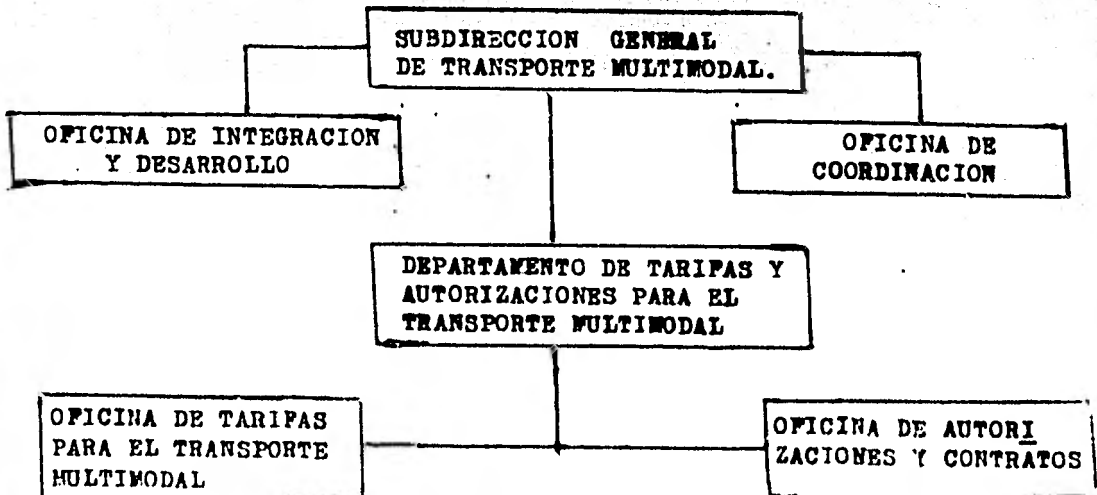 SUBDIRECCION GENERAL
DE TRANSPORTE MULTIMODAL.
OFICINA DE INTEGRACION
Y DESARROLLO
OFICINA DE
COORDINACION
DEPARTAMENTO DE TARIFAS Y
AUTORIZACIONES PARA EL
TRANSPORTE MULTIMODAL
OFICINA DE TARIFAS
PARA EL TRANSPORTE
MULTIMODAL
OFICINA DE AUTORI
ZACIONES Y CONTRATOS